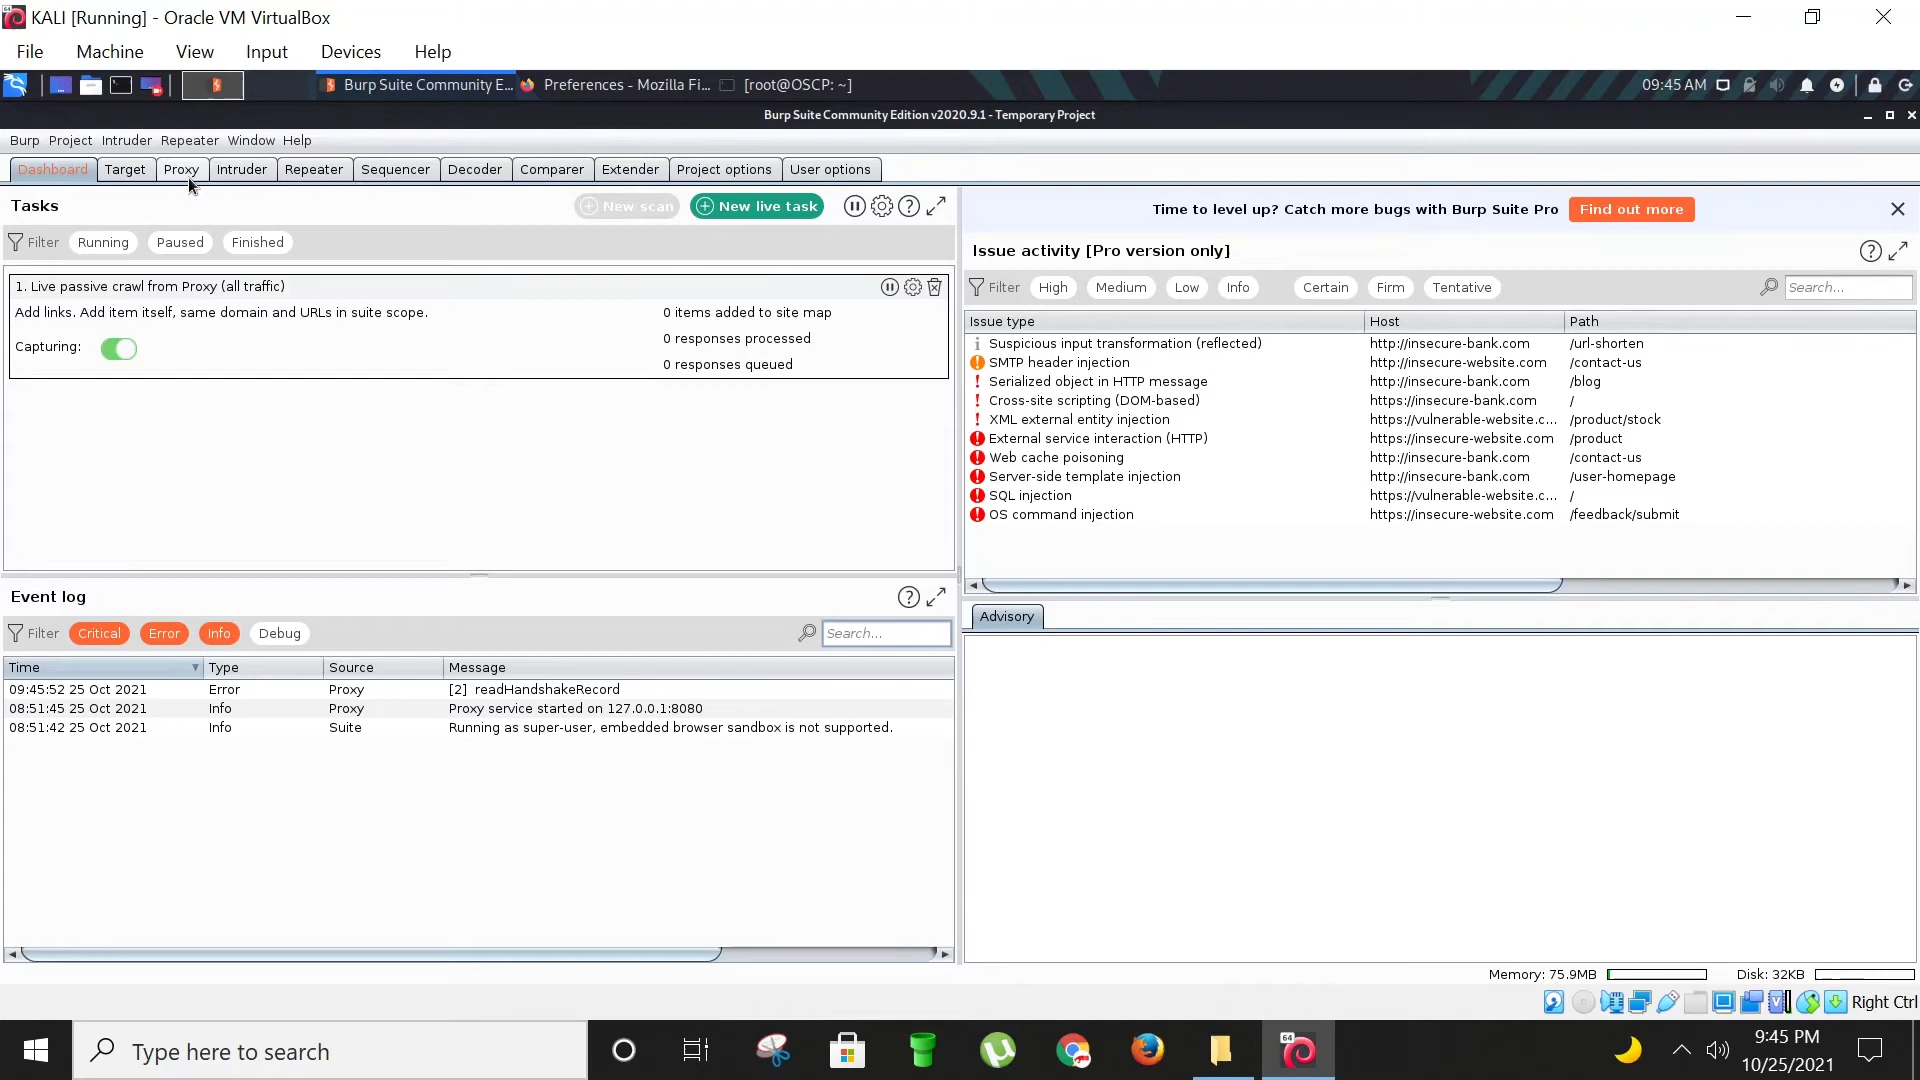 KALI [Running] - Oracle VM VirtualBox
File Machine View Input Devices Help
Burp Suite Community E... Preferences - Mozilla Fi... [root@OSCP: ~] 09:45 AM
Burp Suite Community Edition v2020.9.1 - Temporary Project
Burp Project Intruder Repeater Window Help
Dashboard Target Proxy Intruder Repeater Sequencer Decoder Comparer Extender Project options User options
Tasks New scan New live task
Filter Running Paused Finished
1. Live passive crawl from Proxy (all traffic)
Add links. Add item itself, same domain and URLs in suite scope. 0 items added to site map
0 responses processed
Capturing:
0 responses queued
Time to level up? Catch more bugs with Burp Suite Pro Find out more
Issue activity [Pro version only]
Filter High Medium Low Info Certain Firm Tentative Search...
Issue type Host Path
Suspicious input transformation (reflected) http://insecure-bank.com /url-shorten
SMTP header injection http://insecure-website.com /contact-us
Serialized object in HTTP message http://insecure-bank.com /blog
Cross-site scripting (DOM-based) https://insecure-bank.com /
XML external entity injection https://vulnerable-website.c... /product/stock
External service interaction (HTTP) https://insecure-website.com /product
Web cache poisoning http://insecure-bank.com /contact-us
Server-side template injection http://insecure-bank.com /user-homepage
SQL injection https://vulnerable-website.c... /
OS command injection https://insecure-website.com /feedback/submit
Event log
Filter Critical Error Info Debug Search...
Time Type Source Message
09:45:52 25 Oct 2021 Error Proxy [2] readHandshakeRecord
08:51:45 25 Oct 2021 Info Proxy Proxy service started on 127.0.0.1:8080
08:51:42 25 Oct 2021 Info Suite Running as super-user, embedded browser sandbox is not supported.
Advisory
Memory: 75.9MB Disk: 32KB
Right Ctrl
Type here to search
64
9:45 PM
10/25/2021